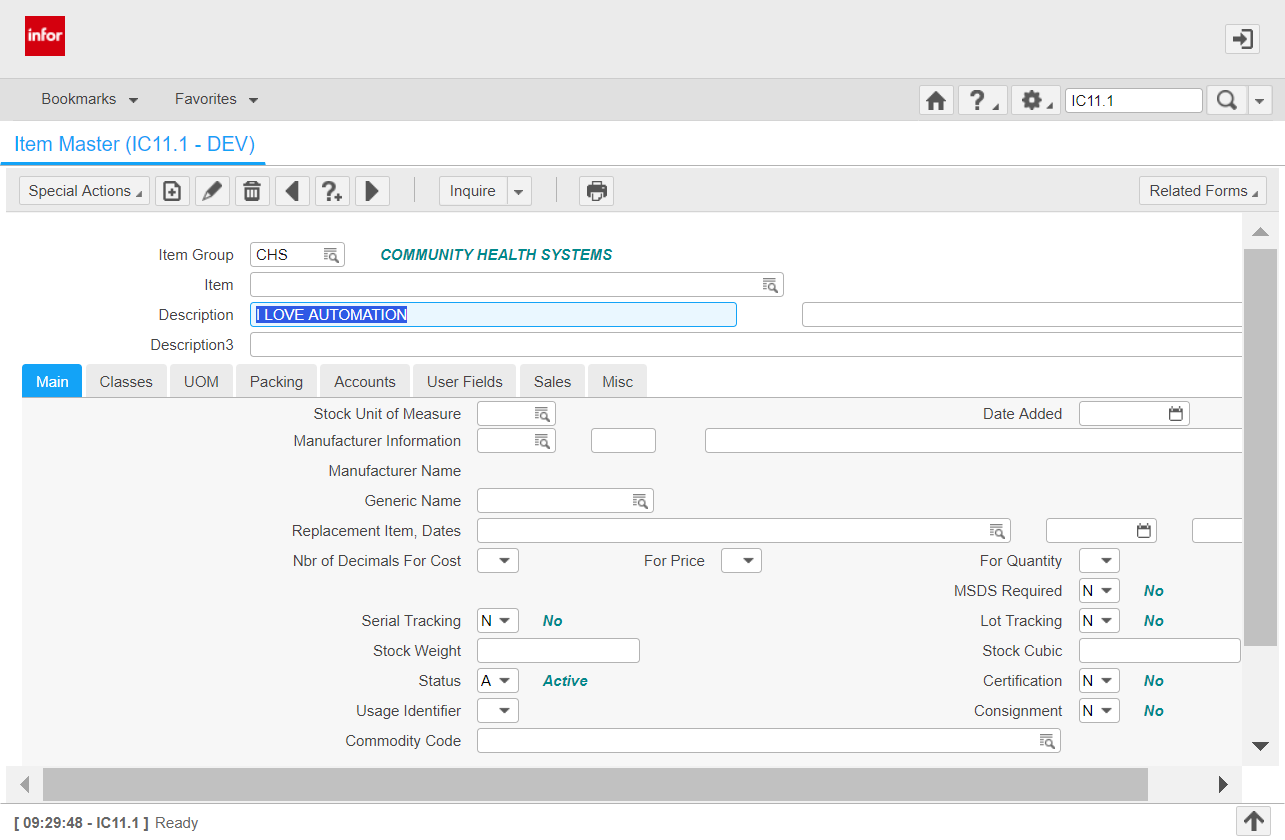 infor
Bookmarks Favorites IC11.1
Item Master (IC11.1 - DEV)
Special Actions Inquire Related Forms
Item Group CHS COMMUNITY HEALTH SYSTEMS
Item
Description I LOVE AUTOMATION
Description3
Main Classes UOM Packing Accounts User Fields Sales Misc
Stock Unit of Measure Date Added
Manufacturer Information
Manufacturer Name
Generic Name
Replacement Item, Dates
Nbr of Decimals For Cost For Price For Quantity
MSDS Required N No
Serial Tracking N No Lot Tracking N No
Stock Weight Stock Cubic
Status A Active Certification N No
Usage Identifier Consignment N No
Commodity Code
[ 09:29:48 - IC11.1 ] Ready